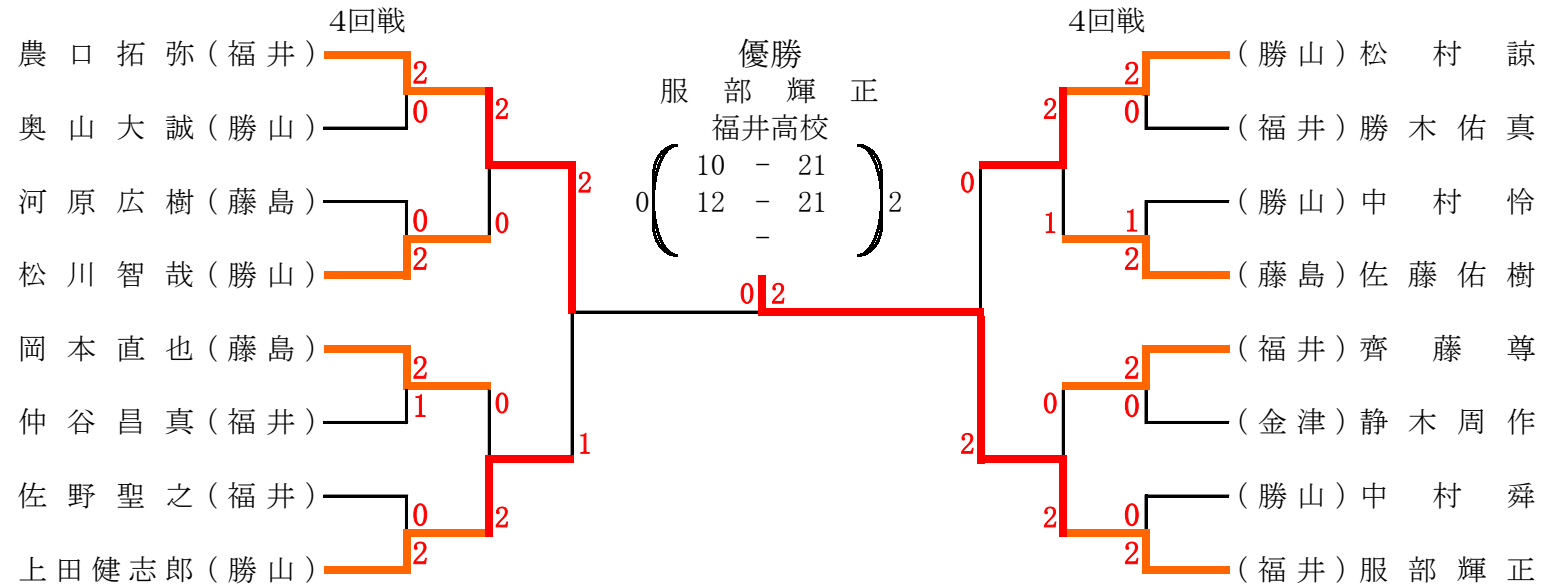 4回戦
農口拓弥(福井)
2
0
奥山大誠(勝山)
2
河原広樹(藤島)
0
2
0
松川智哉(勝山)
2
岡本直也(藤島)
2
1
0
仲谷昌真(福井)
1
佐野聖之(福井)
0
2
2
上田健志郎(勝山)
優勝
服部輝正
福井高校
10 - 21
0 12 - 21 2
-
0 2
4回戦
(勝山)松村諒
2
0
2
(福井)勝木佑真
0
(勝山)中村怜
1
1
2
(藤島)佐藤佑樹
(福井)齊藤尊
2
0
0
(金津)静木周作
2
(勝山)中村舜
0
2
2
(福井)服部輝正